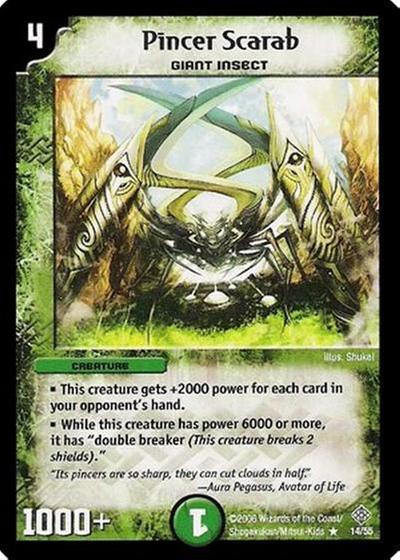 4
Pincer Scarab
GIANT INSECT
Illus. Shukei
CREATURE
▪ This creature gets +2000 power for each card in
your opponent's hand.
▪ While this creature has power 6000 or more,
it has "double breaker (This creature breaks 2
shields)."
"Its pincers are so sharp, they can cut clouds in half."
—Aura Pegasus, Avatar of Life
1000+
1
©2006 Wizards of the Coast/
Shogakukan/Mitsui-Kids ★ 14/55